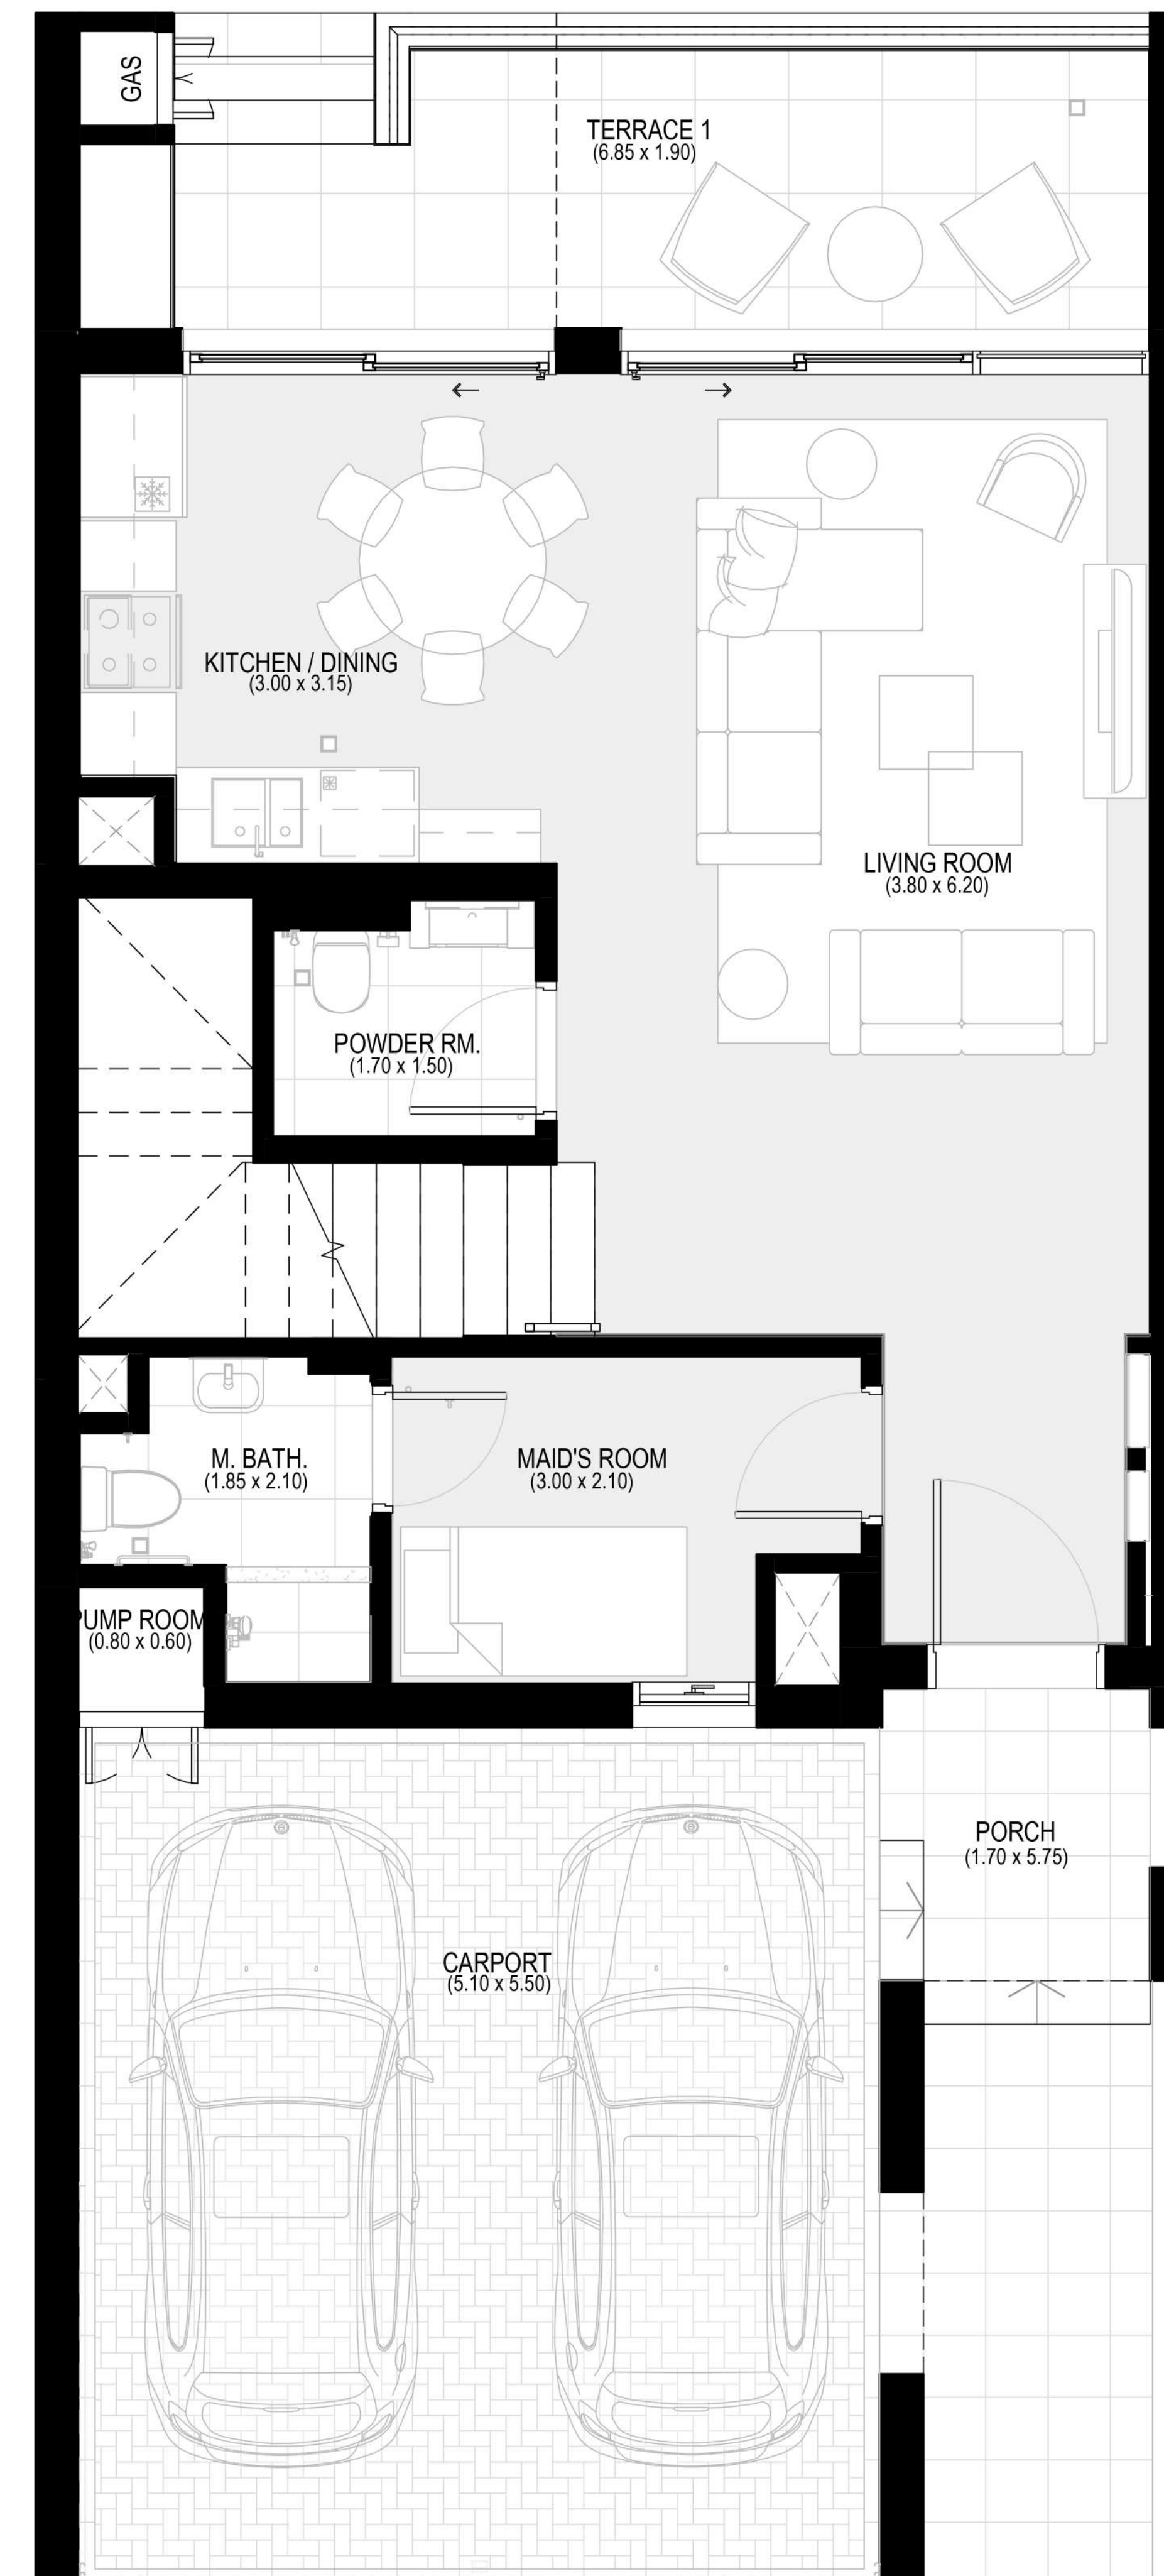 GAS
TERRACE 1
(6.85 x 1.90)
KITCHEN / DINING
(3.00 x 3.15)
LIVING ROOM
(3.80 x 6.20)
POWDER RM.
(1.70 x 1.50)
M. BATH.
(1.85 x 2.10)
MAID'S ROOM
(3.00 x 2.10)
PUMP ROOM
(0.80 x 0.60)
PORCH
(1.70 x 5.75)
CARPORT
(5.10 x 5.50)